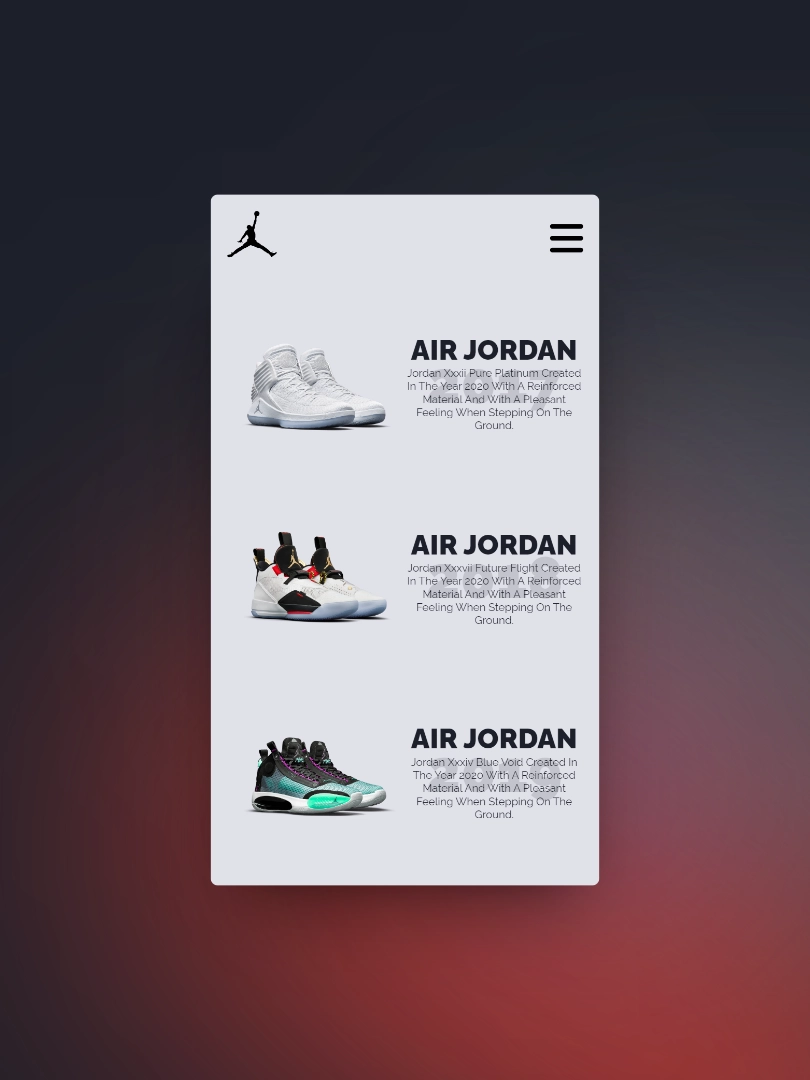 AIR JORDAN
Jordan Xxxii Pure Platinum Created
In The Year 2020 With A Reinforced
Material And With A Pleasant
Feeling When Stepping On The
Ground.
AIR JORDAN
Jordan Xxxvii Future Flight Created
In The Year 2020 With A Reinforced
Material And With A Pleasant
Feeling When Stepping On The
Ground.
AIR JORDAN
Jordan Xxxiv Blue Void Created In
The Year 2020 With A Reinforced
Material And With A Pleasant
Feeling When Stepping On The
Ground.